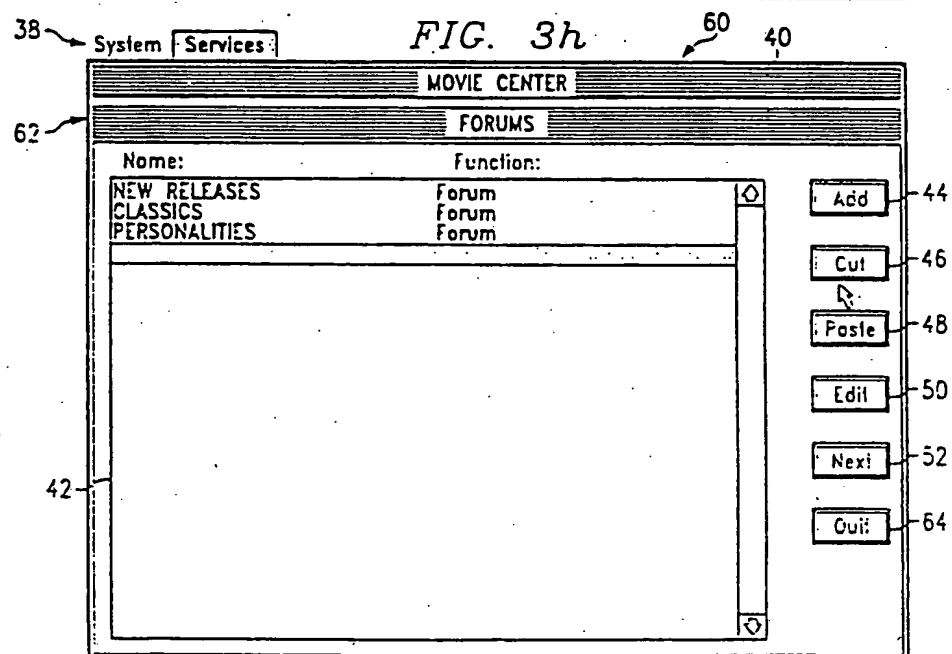 FIG. 3h
38 System Services 60 40
MOVIE CENTER
62 FORUMS
Name: Function:
NEW RELEASES Forum
CLASSICS Forum
PERSONALITIES Forum
Add 44
Cut 46
Paste 48
Edit 50
Next 52
Quit 64
42